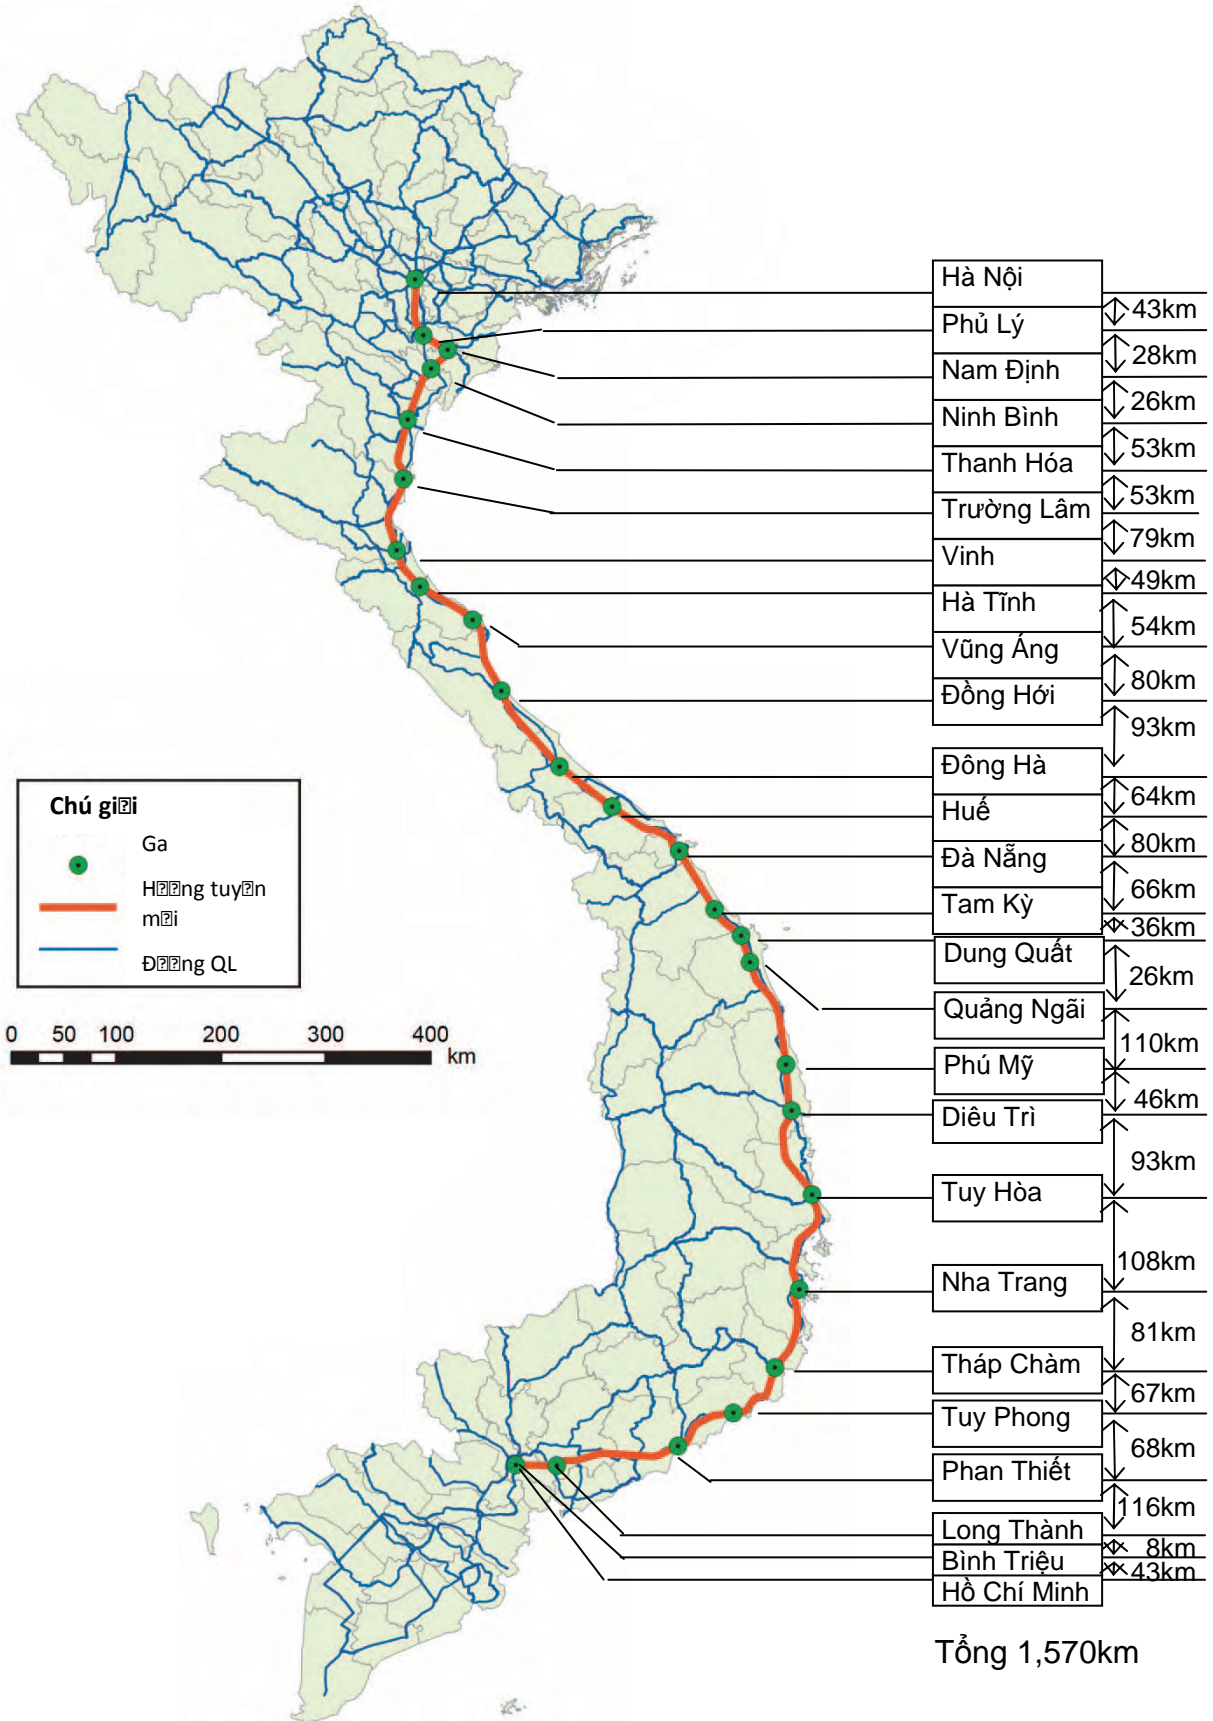 Hà Nội
43km
Phủ Lý
28km
Nam Định
26km
Ninh Bình
53km
Thanh Hóa
53km
Trường Lâm
79km
Vinh
49km
Hà Tĩnh
54km
Vũng Áng
80km
Đồng Hới
93km
Đông Hà
64km
Huế
80km
Đà Nẵng
66km
Tam Kỳ
36km
Dung Quất
26km
Quảng Ngãi
110km
Phú Mỹ
46km
Diêu Trì
93km
Tuy Hòa
108km
Nha Trang
81km
Tháp Chàm
67km
Tuy Phong
68km
Phan Thiết
116km
Long Thành
8km
Bình Triệu
43km
Hồ Chí Minh
Tổng 1,570km
Chú gi⍰i
Ga
H⍰⍰ng tuy⍰n
m⍰i
Đ⍰⍰ng QL
0 50 100 200 300 400
km